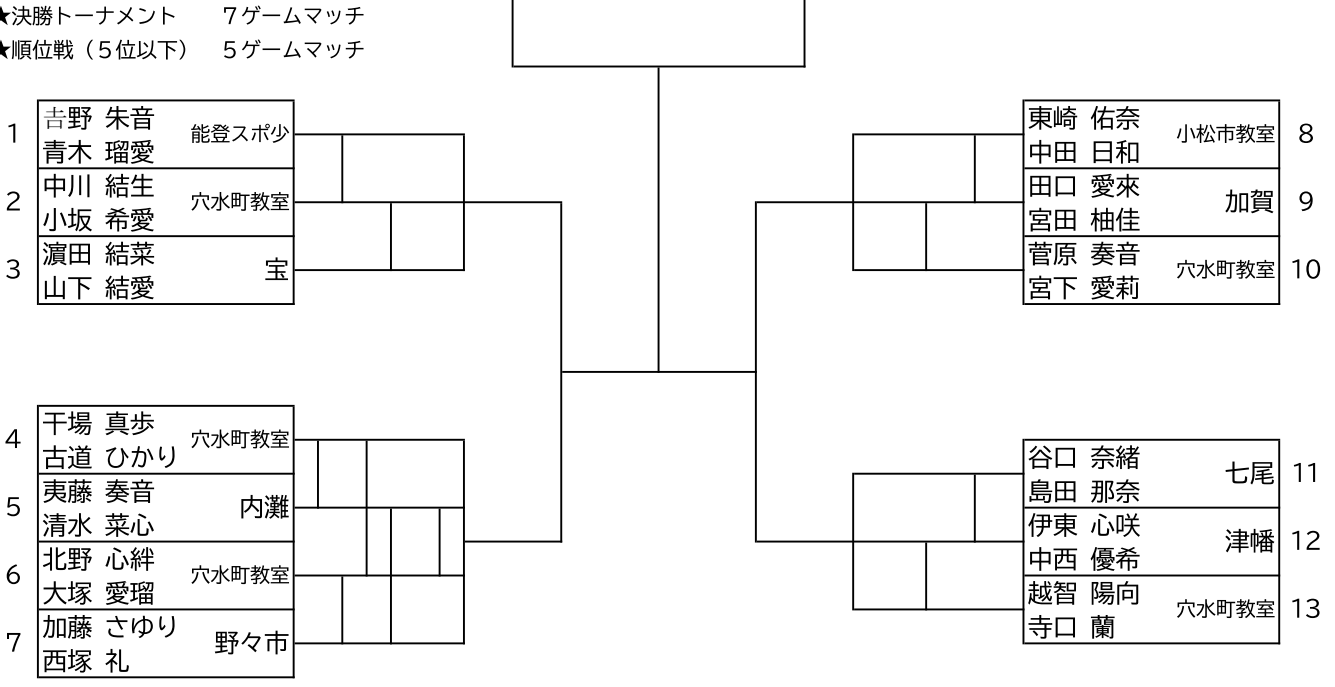 ★決勝トーナメント　　７ゲームマッチ
★順位戦（５位以下）　５ゲームマッチ
1 𠮷野 朱音 能登スポ少
青木 瑠愛
2 中川 結生 穴水町教室
小坂 希愛
3 濵田 結菜 宝
山下 結愛
4 干場 真歩 穴水町教室
古道 ひかり
5 夷藤 奏音 内灘
清水 菜心
6 北野 心絆 穴水町教室
大塚 愛瑠
7 加藤 さゆり 野々市
西塚 礼
東崎 佑奈 小松市教室 8
中田 日和
田口 愛來 加賀 9
宮田 柚佳
菅原 奏音 穴水町教室 10
宮下 愛莉
谷口 奈緒 七尾 11
島田 那奈
伊東 心咲 津幡 12
中西 優希
越智 陽向 穴水町教室 13
寺口 蘭